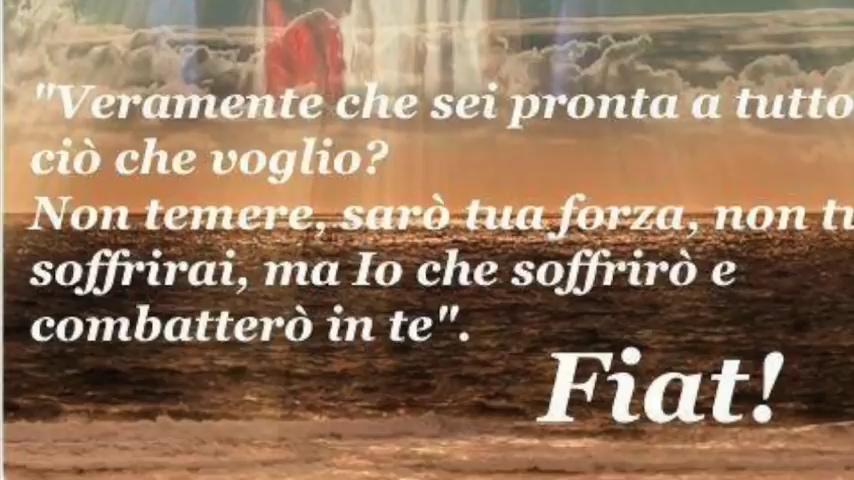 "Veramente che sei pronta a tutto
ciò che voglio?
Non temere, sarò tua forza, non tu
soffrirai, ma Io che soffrirò e
combatterò in te".
Fiat!